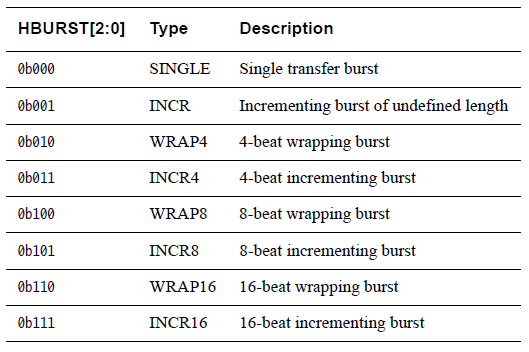 HBURST[2:0] Type Description
0b000 SINGLE Single transfer burst
0b001 INCR Incrementing burst of undefined length
0b010 WRAP4 4-beat wrapping burst
0b011 INCR4 4-beat incrementing burst
0b100 WRAP8 8-beat wrapping burst
0b101 INCR8 8-beat incrementing burst
0b110 WRAP16 16-beat wrapping burst
0b111 INCR16 16-beat incrementing burst